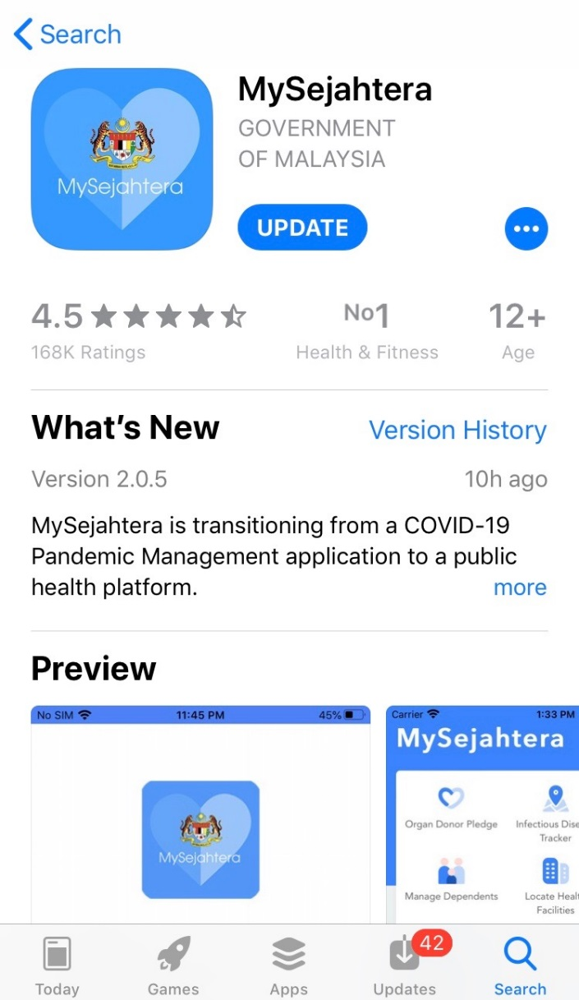 Search
MySejahtera
MySejahtera
GOVERNMENT
OF MALAYSIA
UPDATE
4.5
No1
12+
168K Ratings
Health & Fitness
Age
What's New
Version History
Version 2.0.5
10h ago
MySejahtera is transitioning from a COVID-19
Pandemic Management application to a public
health platform.
more
Preview
No SIM
11:45 PM
45%
MySejahtera
Carrier
1:33 PM
MySejahtera
Organ Donor Pledge
Infectious Dise
Tracker
Manage Dependents
Locate Heal
Facilities
42
Today
Games
Apps
Updates
Search